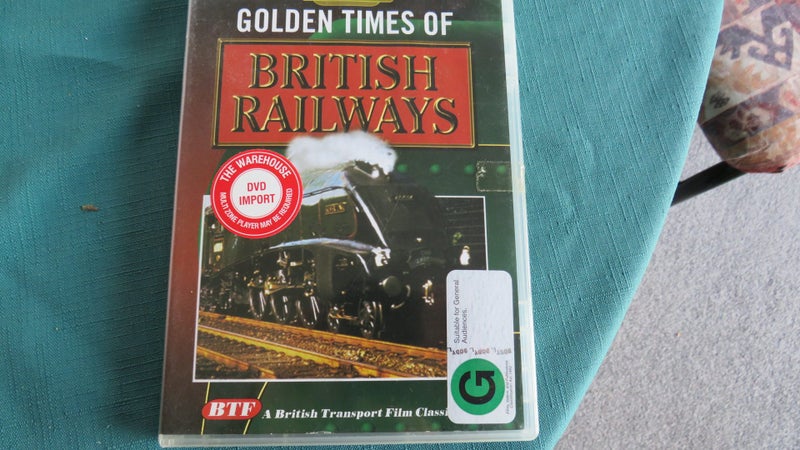 GOLDEN TIMES OF
BRITISH
RAILWAYS
THE WAREHOUSE
DVD
IMPORT
MULTI ZONE PLAYER MAY BE REQUIRED
Suitable for General
Audiences.
G
BTF
A British Transport Film Classi